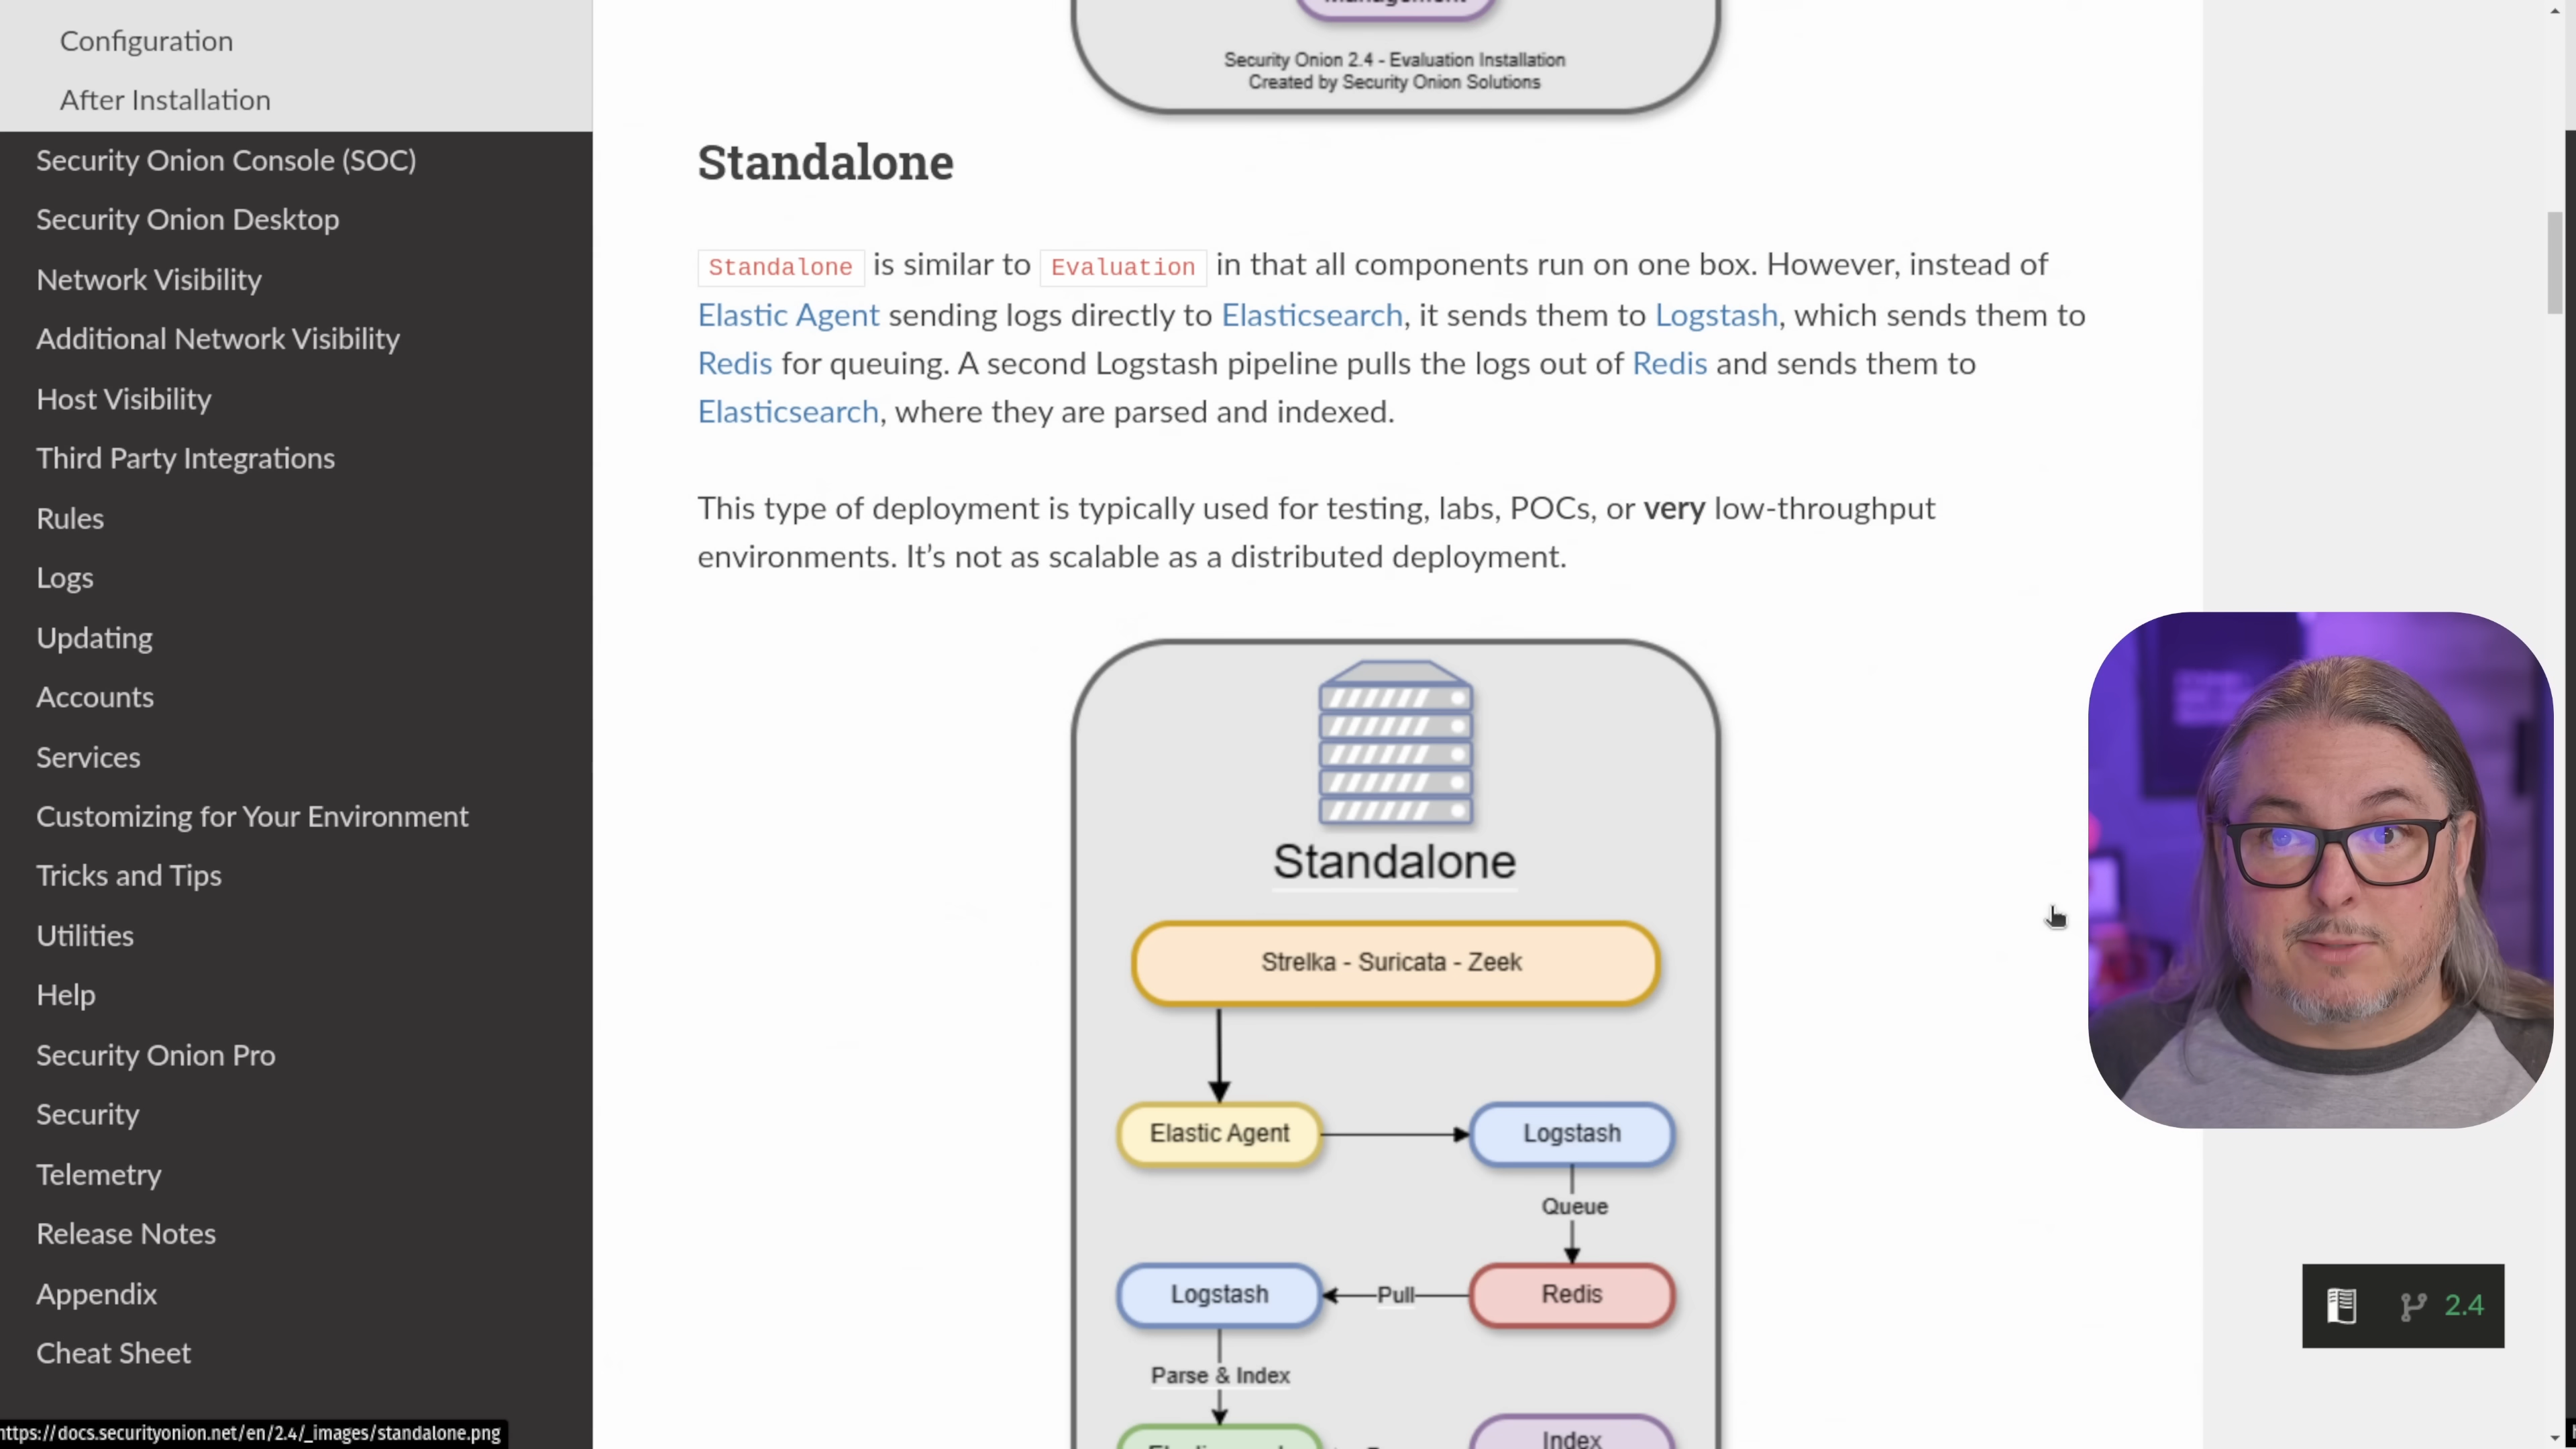 Configuration
After Installation
Security Onion Console (SOC)
Security Onion Desktop
Network Visibility
Additional Network Visibility
Host Visibility
Third Party Integrations
Rules
Logs
Updating
Accounts
Services
Customizing for Your Environment
Tricks and Tips
Utilities
Help
Security Onion Pro
Security
Telemetry
Release Notes
Appendix
Cheat Sheet
https://docs.securityonion.net/en/2.4/_images/standalone.png
Security Onion 2.4 - Evaluation Installation
Created by Security Onion Solutions
Standalone
Standalone is similar to Evaluation in that all components run on one box. However, instead of
Elastic Agent sending logs directly to Elasticsearch, it sends them to Logstash, which sends them to
Redis for queuing. A second Logstash pipeline pulls the logs out of Redis and sends them to
Elasticsearch, where they are parsed and indexed.
This type of deployment is typically used for testing, labs, POCs, or very low-throughput
environments. It’s not as scalable as a distributed deployment.
Standalone
Strelka - Suricata - Zeek
Elastic Agent
Logstash
Queue
Logstash
Pull
Redis
Parse & Index
Index
2.4